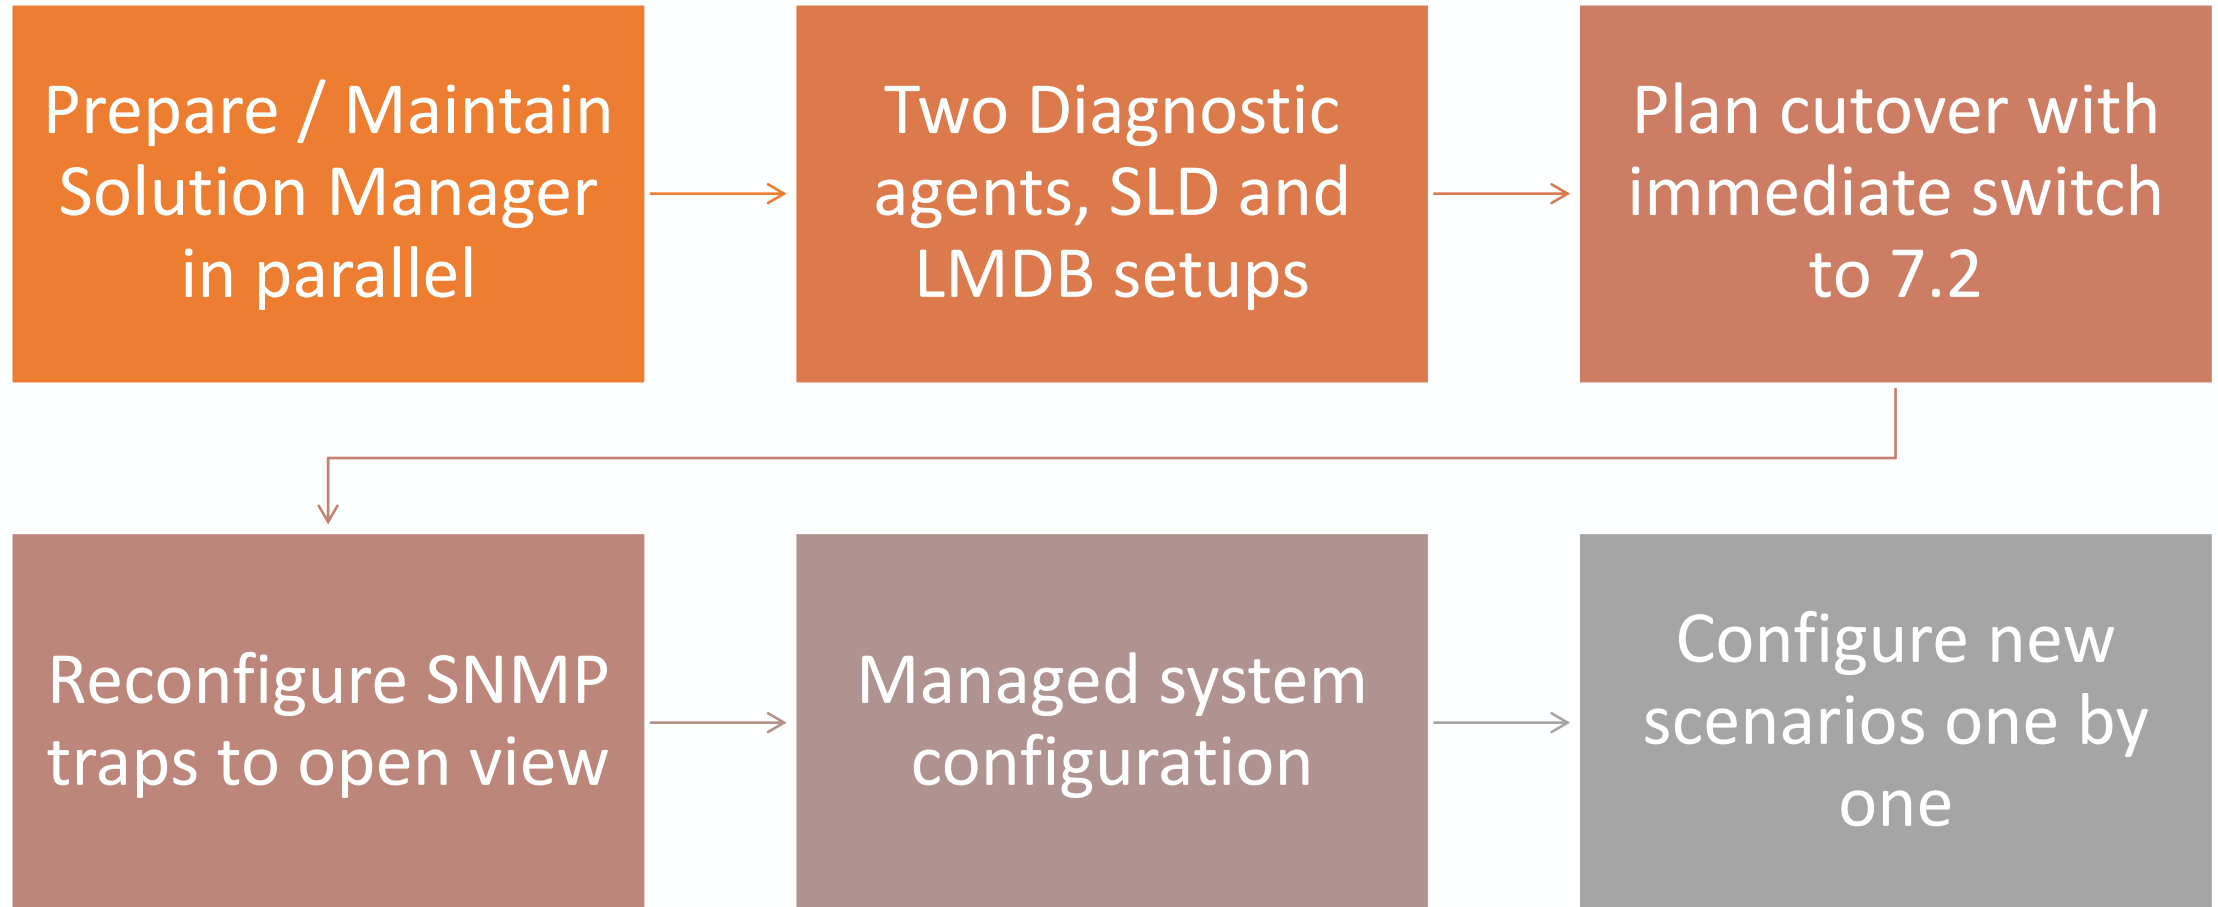 Prepare / Maintain
Solution Manager
in parallel
Two Diagnostic
agents, SLD and
LMDB setups
Plan cutover with
immediate switch
to 7.2
Reconfigure SNMP
traps to open view
Managed system
configuration
Configure new
scenarios one by
one